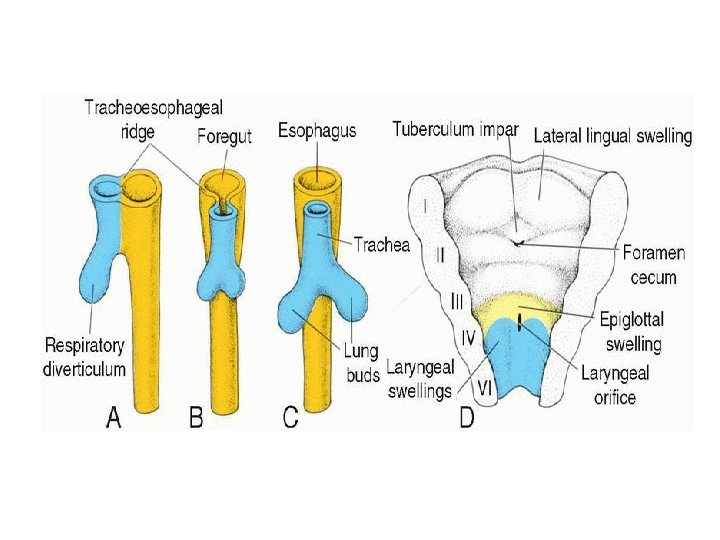 Tracheoesophageal
ridge
Foregut
Esophagus
Tuberculum impar
Lateral lingual swelling
I
II
III
IV
VI
Trachea
Foramen
cecum
Epiglottal
swelling
Respiratory
diverticulum
Lung
buds
Laryngeal
swellings
Laryngeal
orifice
A
B
C
D